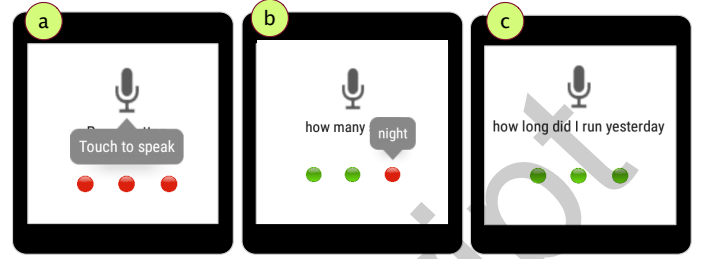 a
Touch to speak
b
how many
night
c
how long did I run yesterday